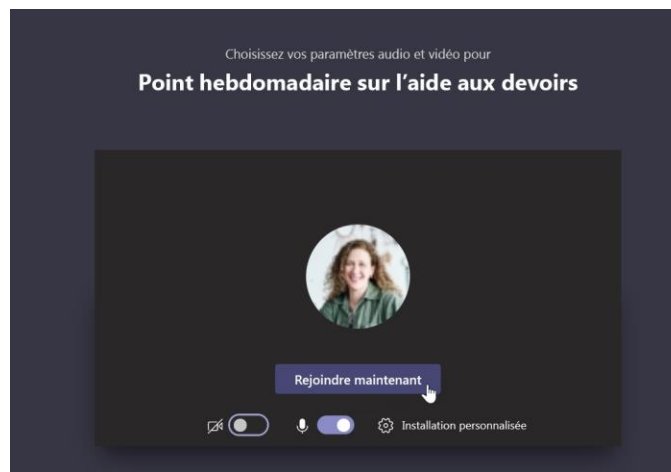 Choisissez vos paramètres audio et vidéo pour
Point hebdomadaire sur l’aide aux devoirs
Rejoindre maintenant
Installation personnalisée